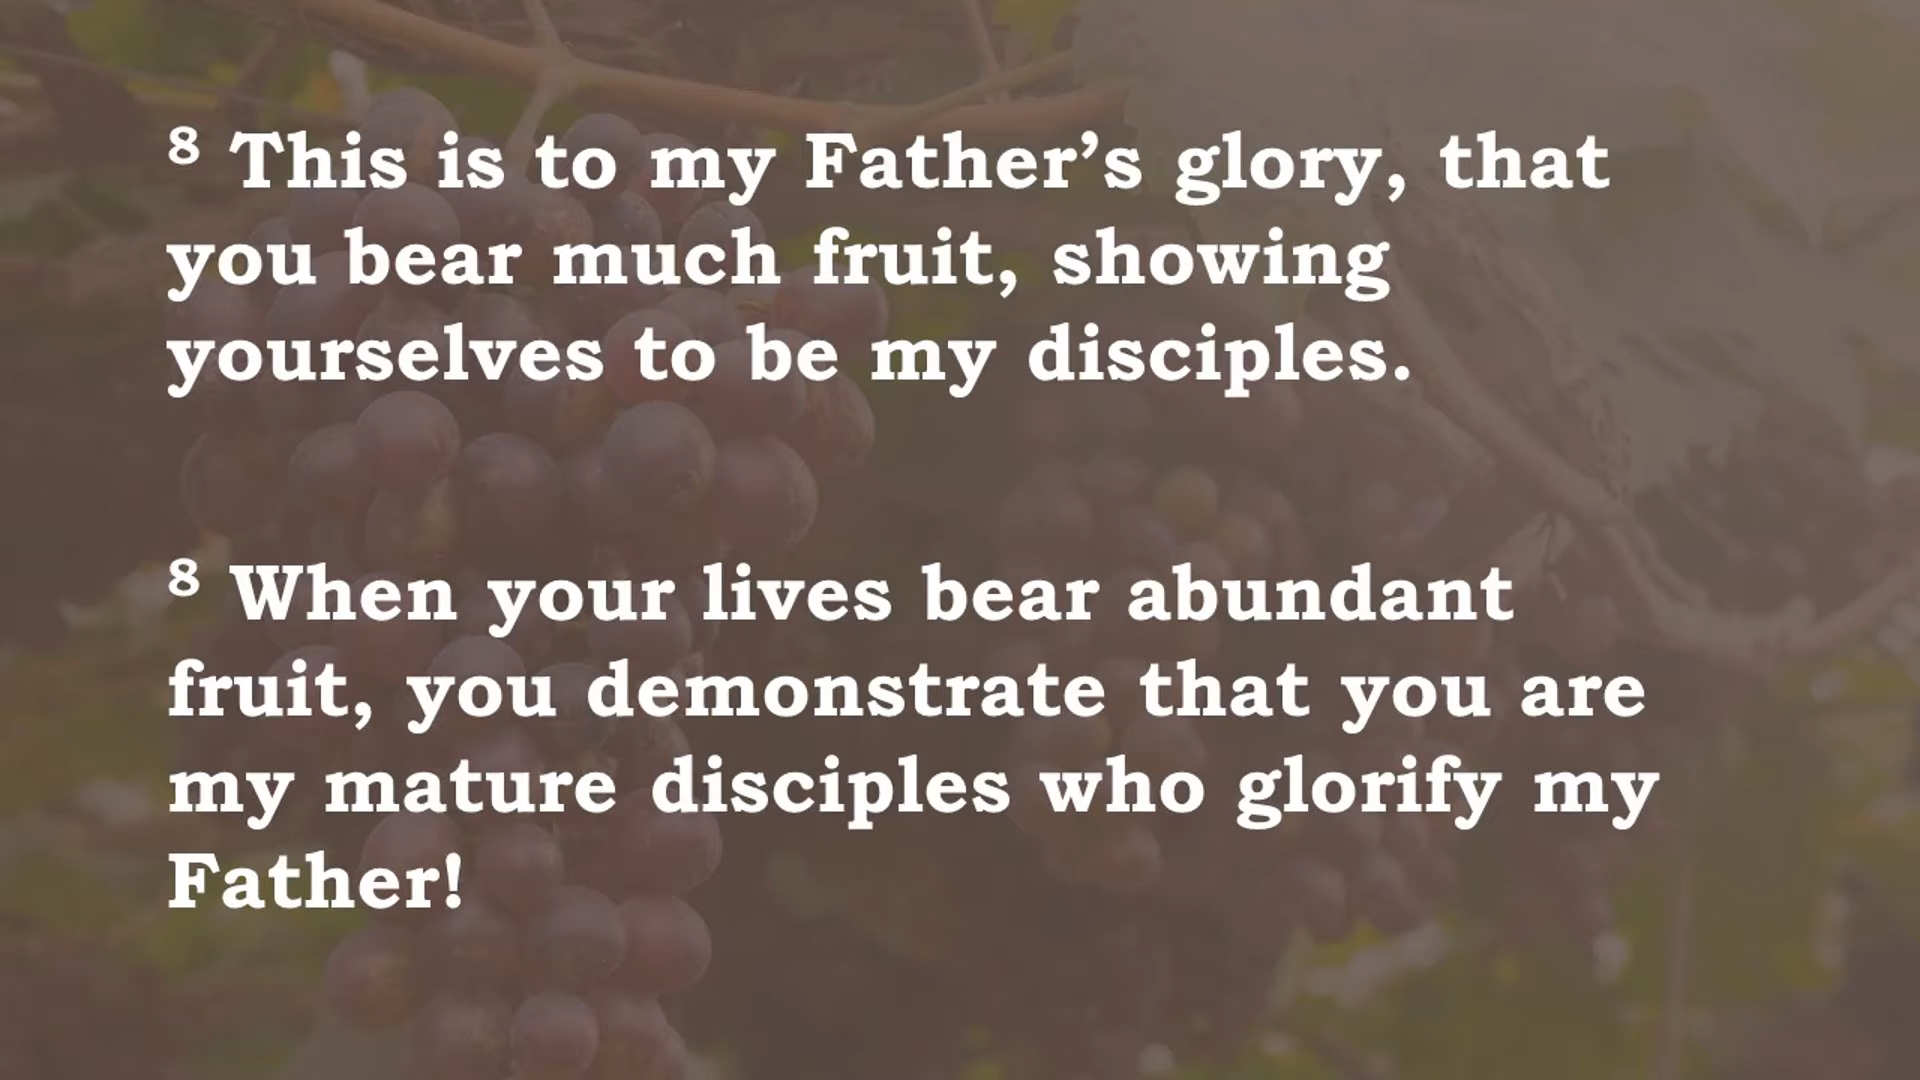 ⁸ This is to my Father’s glory, that
you bear much fruit, showing
yourselves to be my disciples.
⁸ When your lives bear abundant
fruit, you demonstrate that you are
my mature disciples who glorify my
Father!